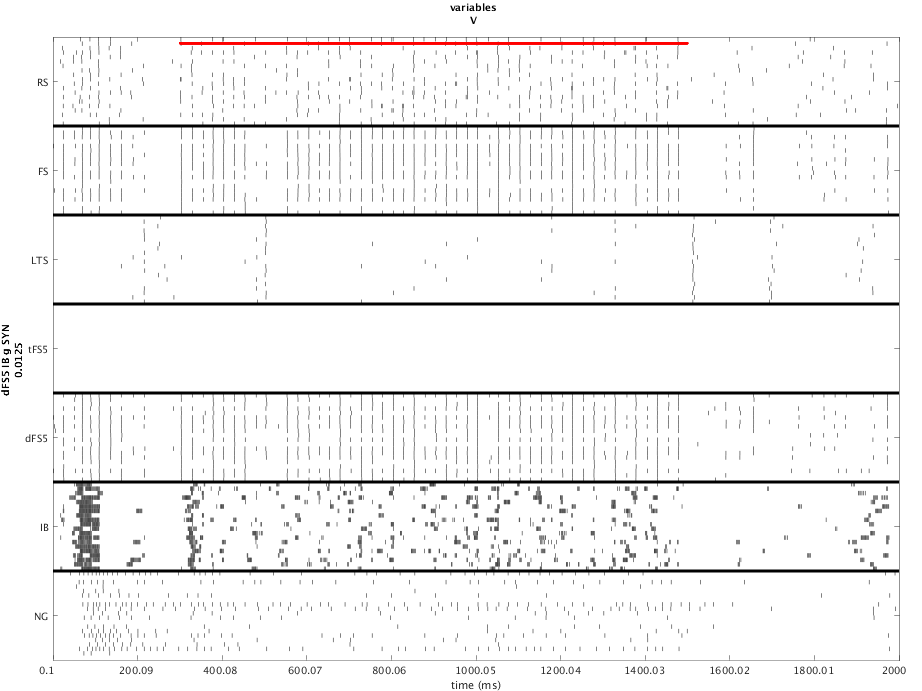 variables
V
RS
FS
LTS
tFS5
dFS5
IB
NG
dFS5 IB g SYN
0.0125
0.1 200.09 400.08 600.07 800.06 1000.05 1200.04 1400.03 1600.02 1800.01 2000
time (ms)